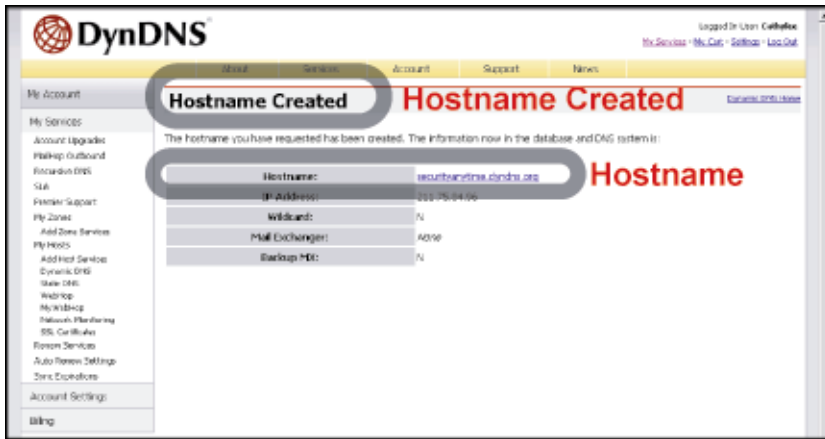 DynDNS
Logged In User: Catholex
My Services - My Cart - Settings - Log Out
About Services Account Support News
My Account
Hostname Created
Hostname Created
Dynamic DNS Home
My Services
The hostname you have requested has been created. The information now in the database and DNS system is:
Account Upgrades
MailHop Outbound
Recursive DNS
SLA
Premier Support
My Zones
Add Zone Services
My Hosts
Add Host Services
Dynamic DNS
Static DNS
WebHop
MyWebHop
Network Monitoring
SSL Certificates
Renew Services
Auto Renew Settings
Sync Expirations
Account Settings
Billing
Hostname: securityanytime.dyndns.org
Hostname
IP Address:
Wildcard: N
Mail Exchanger: None
Backup MX: N